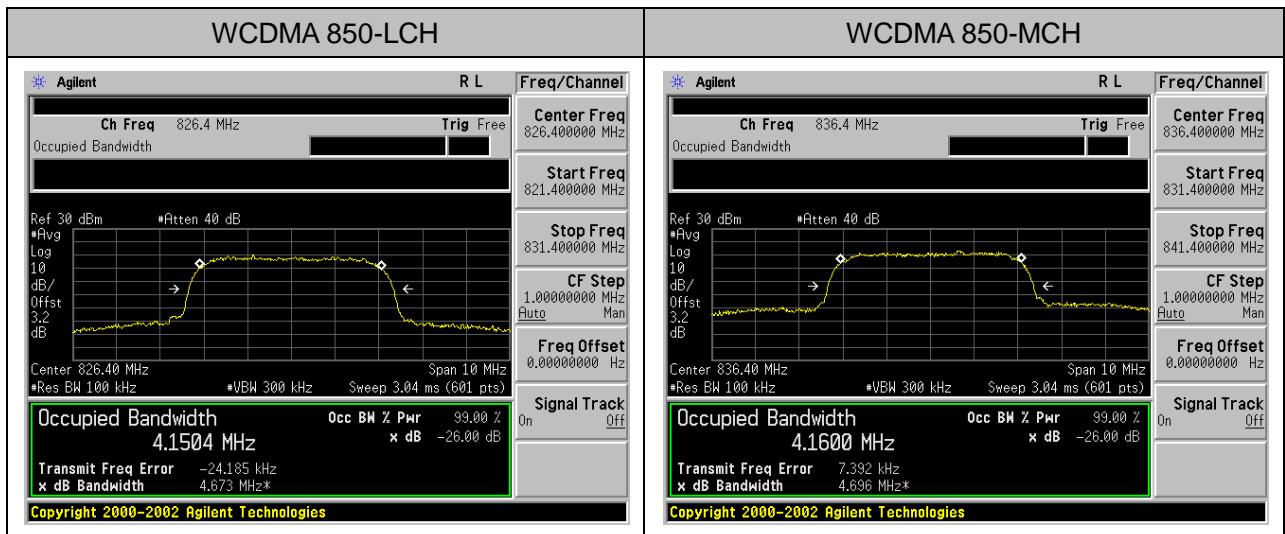 WCDMA 850-LCH
Agilent R L Freq/Channel
Ch Freq 826.4 MHz Trig Free
Occupied Bandwidth
Center Freq
826.400000 MHz
Start Freq
821.400000 MHz
Stop Freq
831.400000 MHz
CF Step
1.00000000 MHz
Auto Man
Freq Offset
0.00000000 Hz
Signal Track
On Off
Ref 30 dBm #Atten 40 dB
#Avg
Log
10
dB/
Offst
3.2
dB
Center 826.40 MHz Span 10 MHz
#Res BW 100 kHz #VBW 300 kHz Sweep 3.04 ms (601 pts)
Occupied Bandwidth Occ BW % Pwr 99.00 %
4.1504 MHz x dB -26.00 dB
Transmit Freq Error -24.185 kHz
x dB Bandwidth 4.673 MHz*
Copyright 2000-2002 Agilent Technologies
WCDMA 850-MCH
Agilent R L Freq/Channel
Ch Freq 836.4 MHz Trig Free
Occupied Bandwidth
Center Freq
836.400000 MHz
Start Freq
831.400000 MHz
Stop Freq
841.400000 MHz
CF Step
1.00000000 MHz
Auto Man
Freq Offset
0.00000000 Hz
Signal Track
On Off
Ref 30 dBm #Atten 40 dB
#Avg
Log
10
dB/
Offst
3.2
dB
Center 836.40 MHz Span 10 MHz
#Res BW 100 kHz #VBW 300 kHz Sweep 3.04 ms (601 pts)
Occupied Bandwidth Occ BW % Pwr 99.00 %
4.1600 MHz x dB -26.00 dB
Transmit Freq Error 7.392 kHz
x dB Bandwidth 4.696 MHz*
Copyright 2000-2002 Agilent Technologies